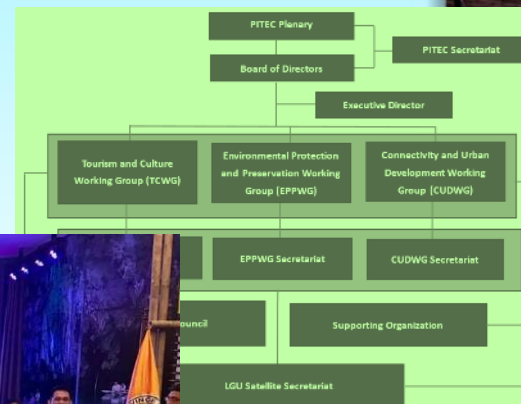 PITEC Plenary
PITEC Secretariat
Board of Directors
Executive Director
Tourism and Culture
Working Group (TCWG)
Environmental Protection
and Preservation Working
Group (EPPWG)
Connectivity and Urban
Development Working
Group (CUDWG)
EPPWG Secretariat
CUDWG Secretariat
Supporting Organization
LGU Satellite Secretariat